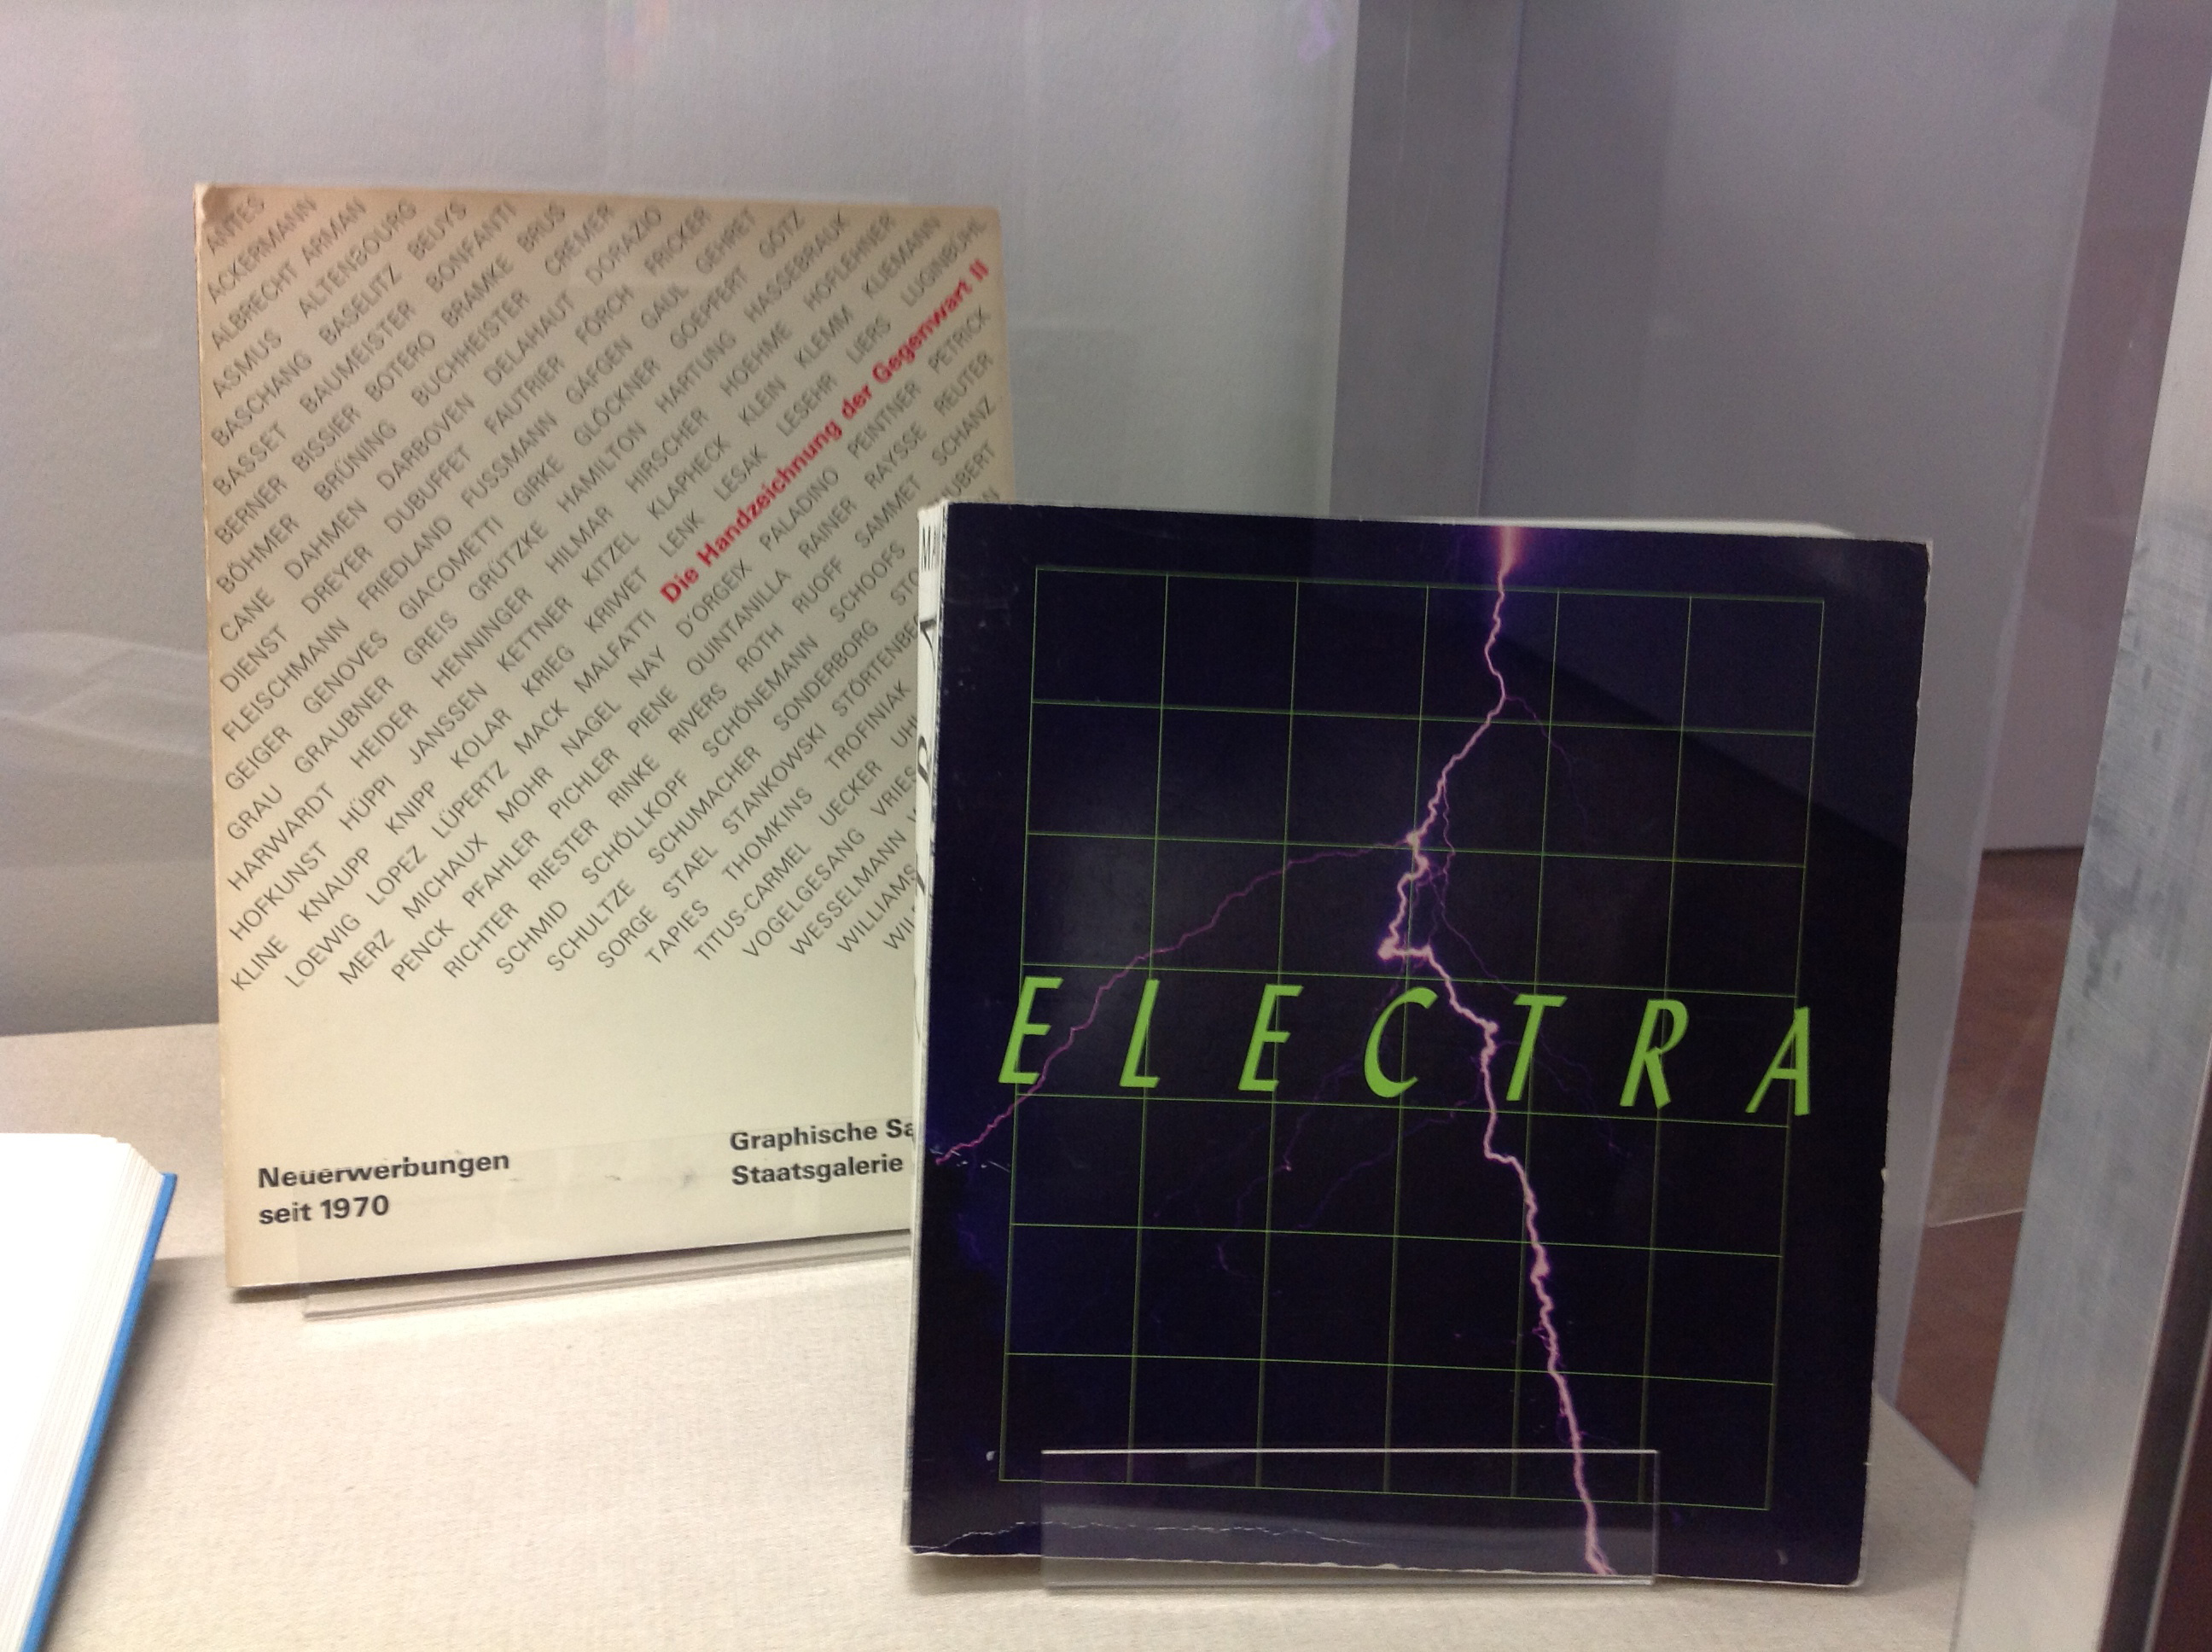 ANTES
ACKERMANN
ALBRECHT ARMAN
ASMUS ALTENBOURG
BASCHANG BASELITZ BEUYS
BASSET BAUMEISTER BONFANTI
BERNER BISSIER BOTERO BRAMKE BRUS
BÖHMER BRÜNING BUCHHEISTER CREMER
CANE DAHMEN DARBOVEN DELAHAUT DORAZIO
DIENST DREYER DUBUFFET FAUTRIER FÖRCH FRICKER
FLEISCHMANN FRIEDLAND FUSSMANN GÄFGEN GAUL GEHRET
GEIGER GENOVES GIACOMETTI GIRKE GLÖCKNER GOEPFERT GÖTZ
GRAU GRAUBNER GREIS GRÜTZKE HAMILTON HARTUNG HASSEBRAUK
HARWARDT HEIDER HENNINGER HILMAR HIRSCHER HOEHME HOFLEHNER
HOFKUNST HÜPPI JANSSEN KETTNER KITZEL KLAPHECK KLEIN KLEMM KLIEMANN
KLINE KNAUPP KNIPP KOLAR KRIEG KRIWET LENK LESAK LESEHR LIERS LUGINBÜHL
LOEWIG LOPEZ LÜPERTZ MACK MALFATTI Die Handzeichnung der Gegenwart II
MERZ MICHAUX MOHR NAGEL NAY D'ORGEIX PALADINO PEINTNER PETRICK
PENCK PFAHLER PICHLER PIENE QUINTANILLA RAINER RAYSSE REUTER
RICHTER RIESTER RINKE RIVERS ROTH RUOFF SAMMET SCHANZ
SCHMID SCHÖLLKOPF SCHÖNEMANN SCHOOFS
SCHULTZE SCHUMACHER SONDERBORG
SORGE STAEL STANKOWSKI
TAPIES THOMKINS TROFINIAK
TITUS-CARMEL UECKER
VOGELGESANG VRIES
WESSELMANN
WILLIAMS
Neuerwerbungen
seit 1970
Graphische
Staatsgalerie
ELECTRA